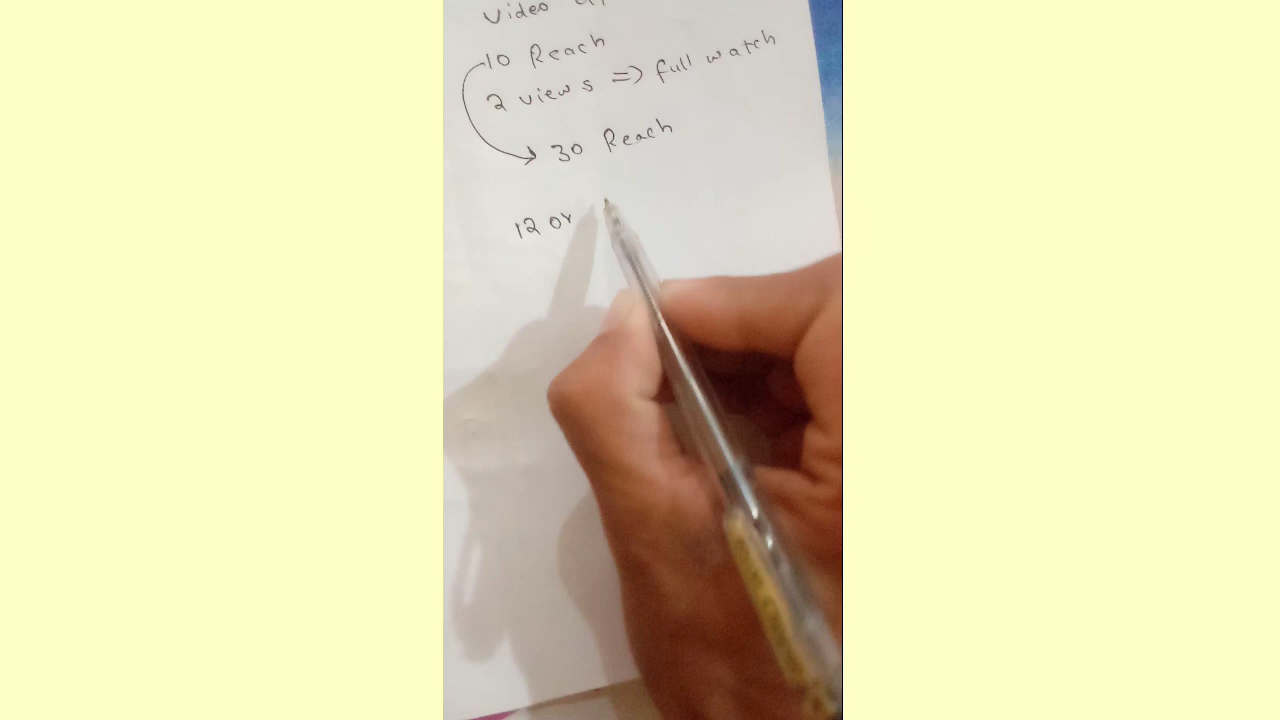 video
10 Reach
2 views => full watch
30 Reach
12 or